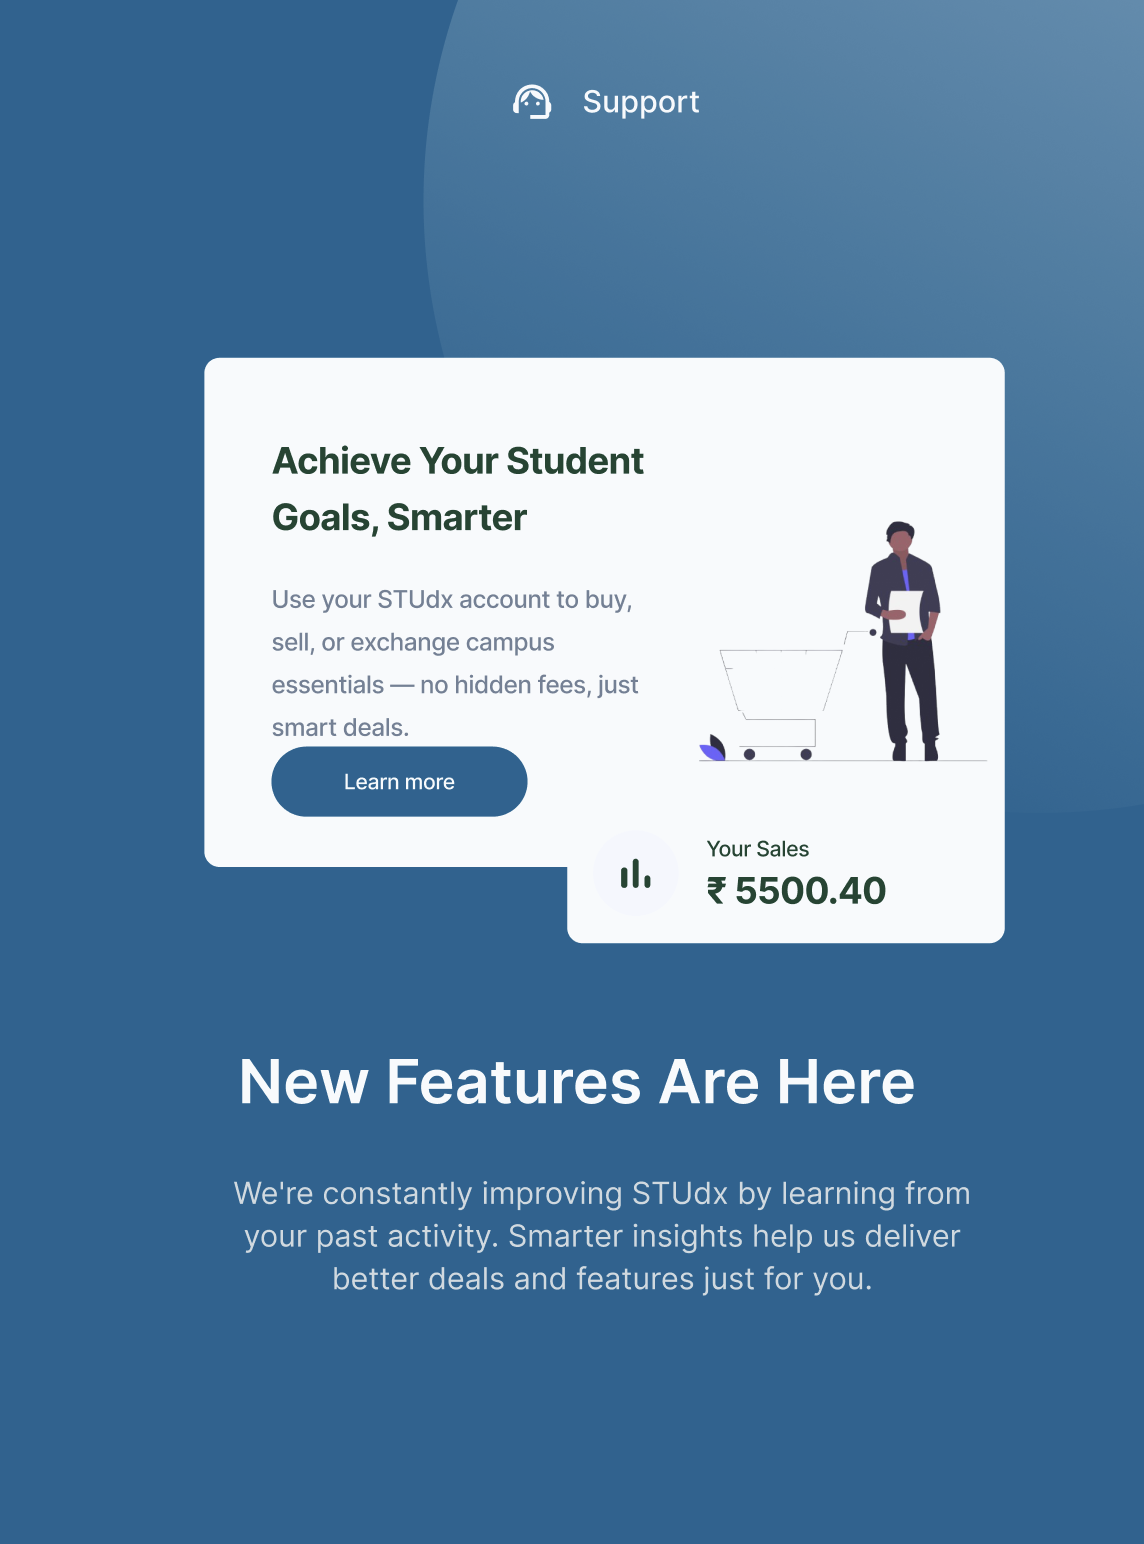 Support
Achieve Your Student
Goals, Smarter
Use your STUdx account to buy,
sell, or exchange campus
essentials — no hidden fees, just
smart deals.
Learn more
Your Sales
₹ 5500.40
New Features Are Here
We're constantly improving STUdx by learning from
your past activity. Smarter insights help us deliver
better deals and features just for you.